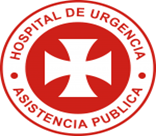 HOSPITAL DE URGENCIA
ASISTENCIA PUBLICA